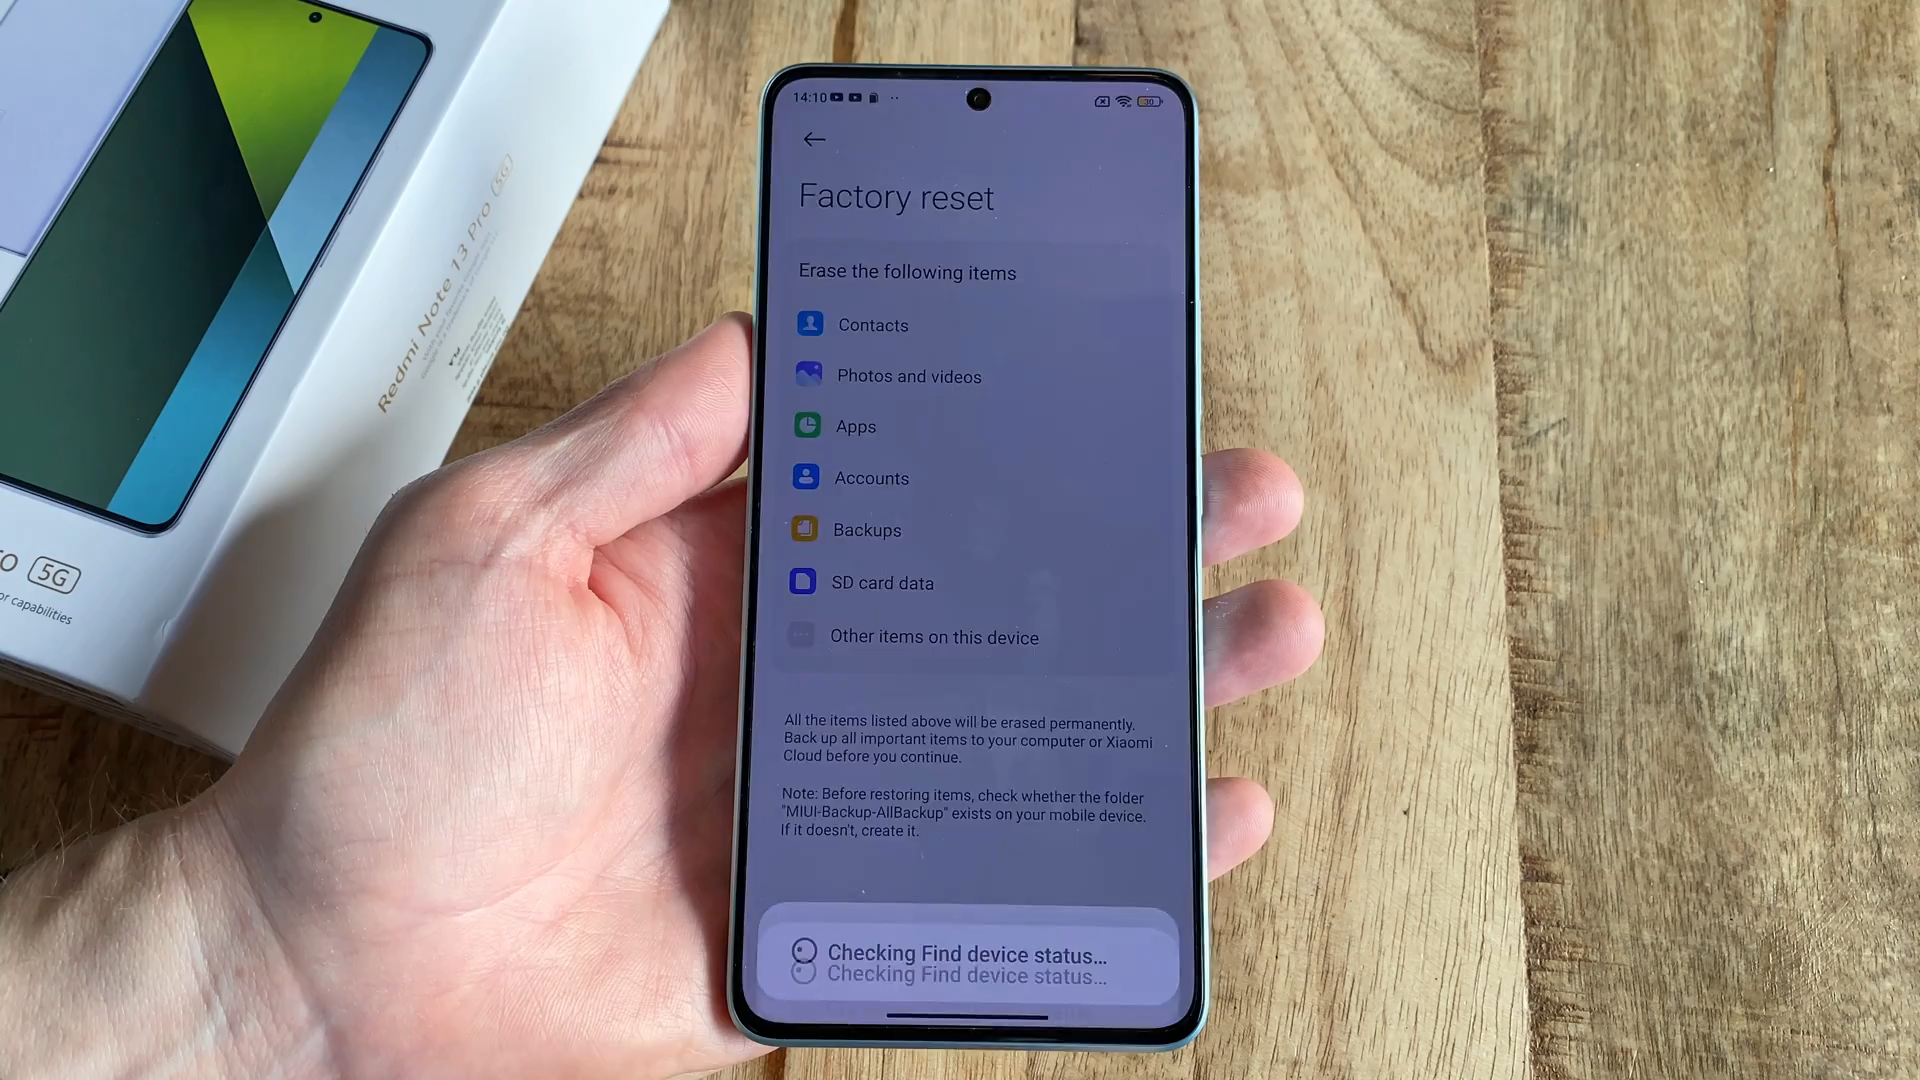 14:10
30
Factory reset
Erase the following items
Contacts
Photos and videos
Apps
Accounts
Backups
SD card data
Other items on this device
All the items listed above will be erased permanently.
Back up all important items to your computer or Xiaomi
Cloud before you continue.
Note: Before restoring items, check whether the folder
"MIUI-Backup-AllBackup" exists on your mobile device.
If it doesn't, create it.
Checking Find device status...
Checking Find device status...
Redmi Note 13 Pro 5G
5G
capabilities